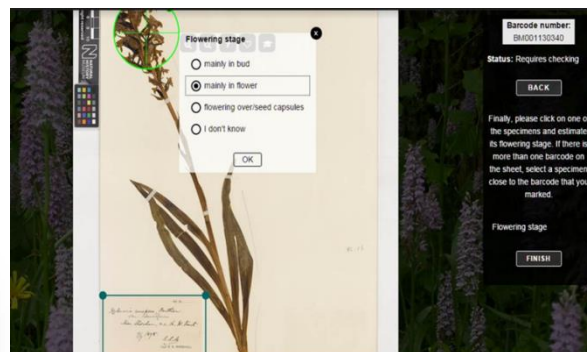 Flowering stage
x
mainly in bud
mainly in flower
flowering over/seed capsules
I don't know
OK
Barcode number:
BM001130340
Status: Requires checking
BACK
Finally, please click on one of
the specimens and estimate
its flowering stage. If there is
more than one barcode on
the sheet, select a specimen
close to the barcode that you
marked.
Flowering stage
FINISH